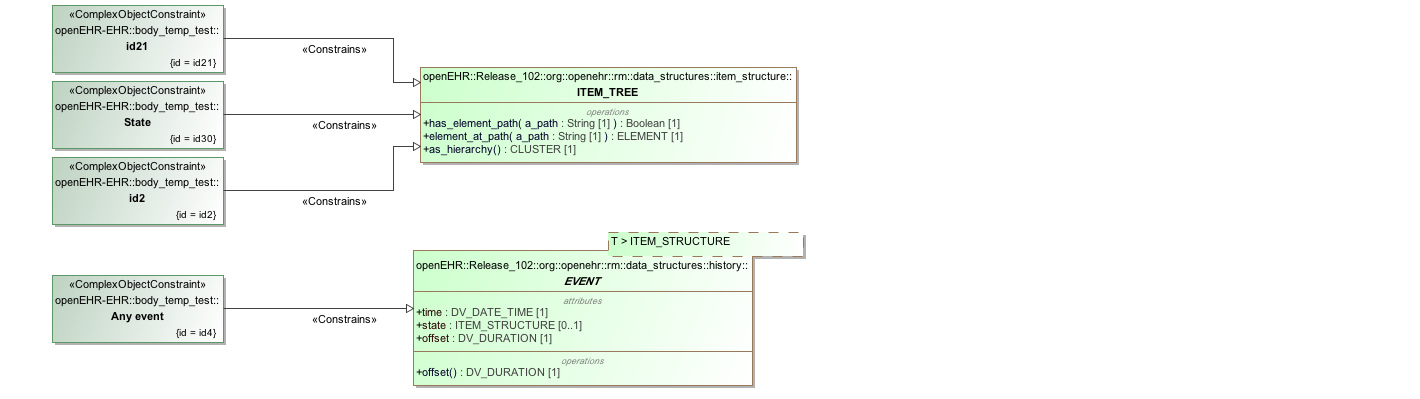 «ComplexObjectConstraint»
openEHR-EHR::body_temp_test::
id21
{id = id21}
«Constrains»
openEHR::Release_102::org::openehr::rm::data_structures::item_structure::
ITEM_TREE
operations
+has_element_path( a_path : String [1] ) : Boolean [1]
+element_at_path( a_path : String [1] ) : ELEMENT [1]
+as_hierarchy() : CLUSTER [1]
«ComplexObjectConstraint»
openEHR-EHR::body_temp_test::
State
{id = id30}
«Constrains»
«ComplexObjectConstraint»
openEHR-EHR::body_temp_test::
id2
{id = id2}
«Constrains»
T > ITEM_STRUCTURE
openEHR::Release_102::org::openehr::rm::data_structures::history::
EVENT
attributes
+time : DV_DATE_TIME [1]
+state : ITEM_STRUCTURE [0..1]
+offset : DV_DURATION [1]
operations
+offset() : DV_DURATION [1]
«ComplexObjectConstraint»
openEHR-EHR::body_temp_test::
Any event
{id = id4}
«Constrains»